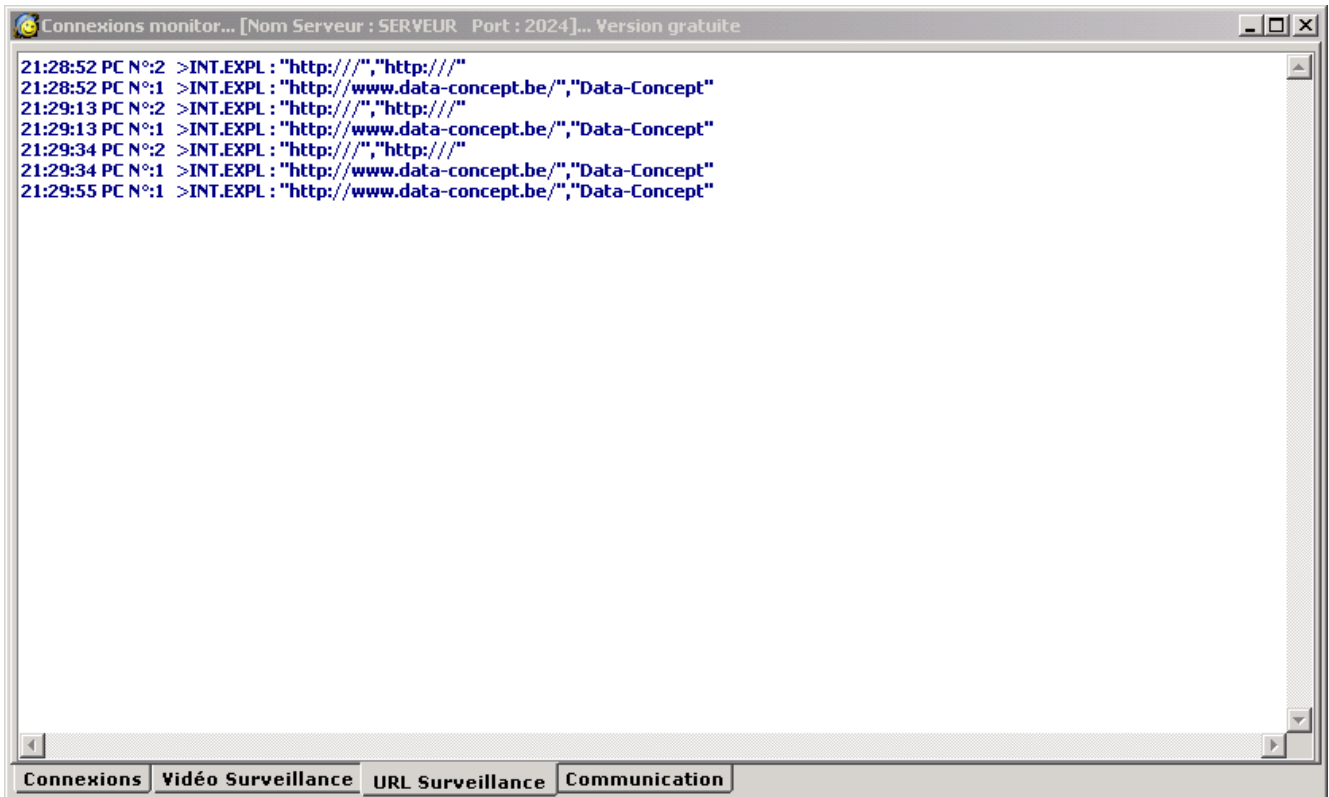 Connexions monitor... [Nom Serveur : SERVEUR   Port : 2024]... Version gratuite
21:28:52 PC N°:2  >INT.EXPL : "http:///","http:///"
21:28:52 PC N°:1  >INT.EXPL : "http://www.data-concept.be/","Data-Concept"
21:29:13 PC N°:2  >INT.EXPL : "http:///","http:///"
21:29:13 PC N°:1  >INT.EXPL : "http://www.data-concept.be/","Data-Concept"
21:29:34 PC N°:2  >INT.EXPL : "http:///","http:///"
21:29:34 PC N°:1  >INT.EXPL : "http://www.data-concept.be/","Data-Concept"
21:29:55 PC N°:1  >INT.EXPL : "http://www.data-concept.be/","Data-Concept"
Connexions Vidéo Surveillance URL Surveillance Communication